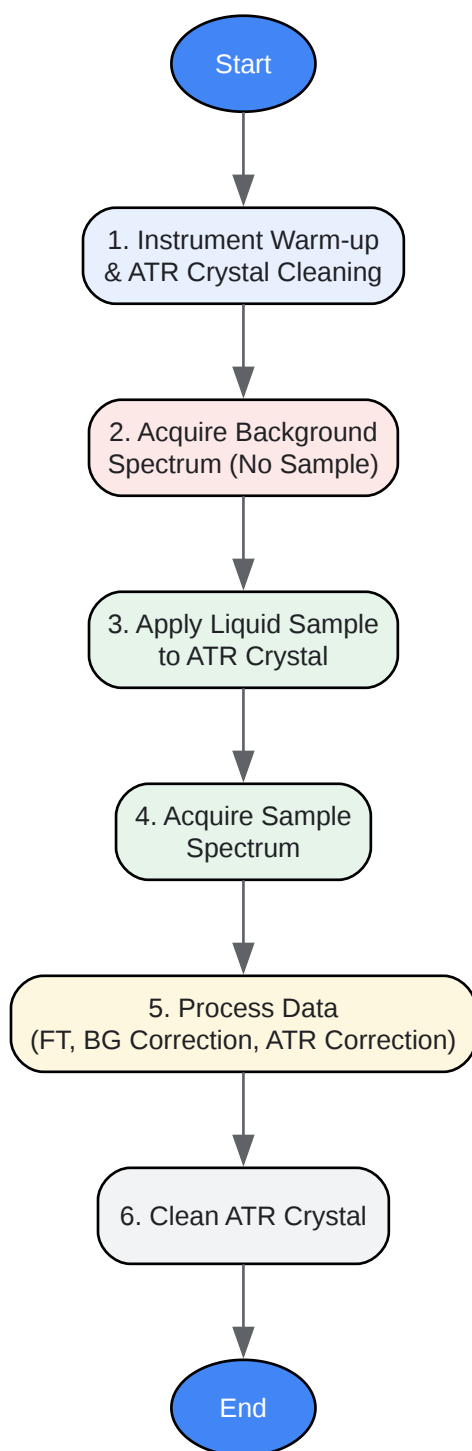 Start
1. Instrument Warm-up
& ATR Crystal Cleaning
2. Acquire Background
Spectrum (No Sample)
3. Apply Liquid Sample
to ATR Crystal
4. Acquire Sample
Spectrum
5. Process Data
(FT, BG Correction, ATR Correction)
6. Clean ATR Crystal
End